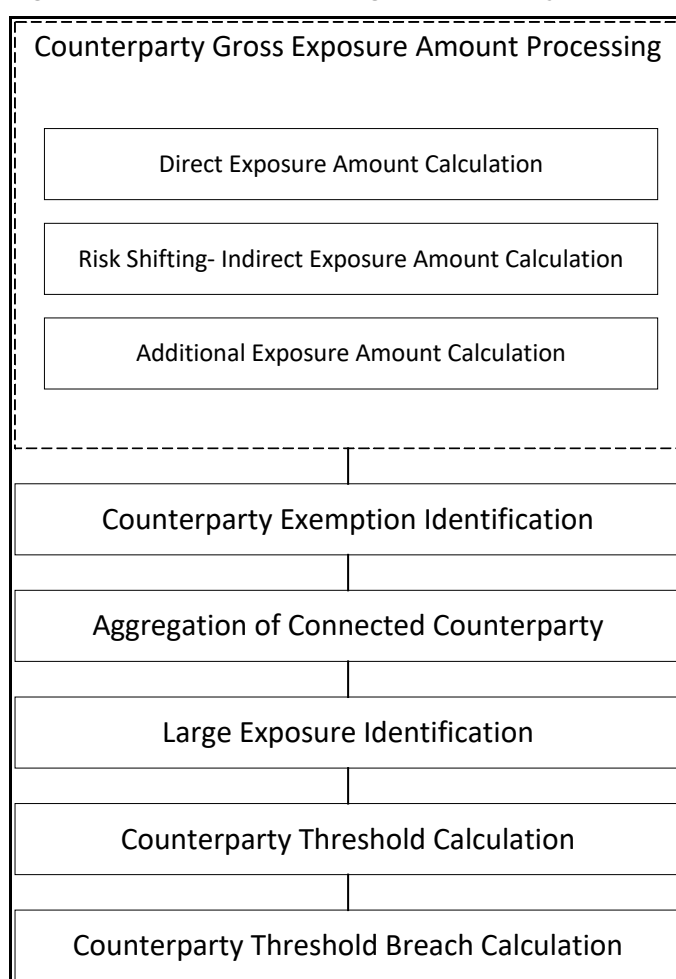 Counterparty Gross Exposure Amount Processing
Direct Exposure Amount Calculation
Risk Shifting- Indirect Exposure Amount Calculation
Additional Exposure Amount Calculation
Counterparty Exemption Identification
Aggregation of Connected Counterparty
Large Exposure Identification
Counterparty Threshold Calculation
Counterparty Threshold Breach Calculation